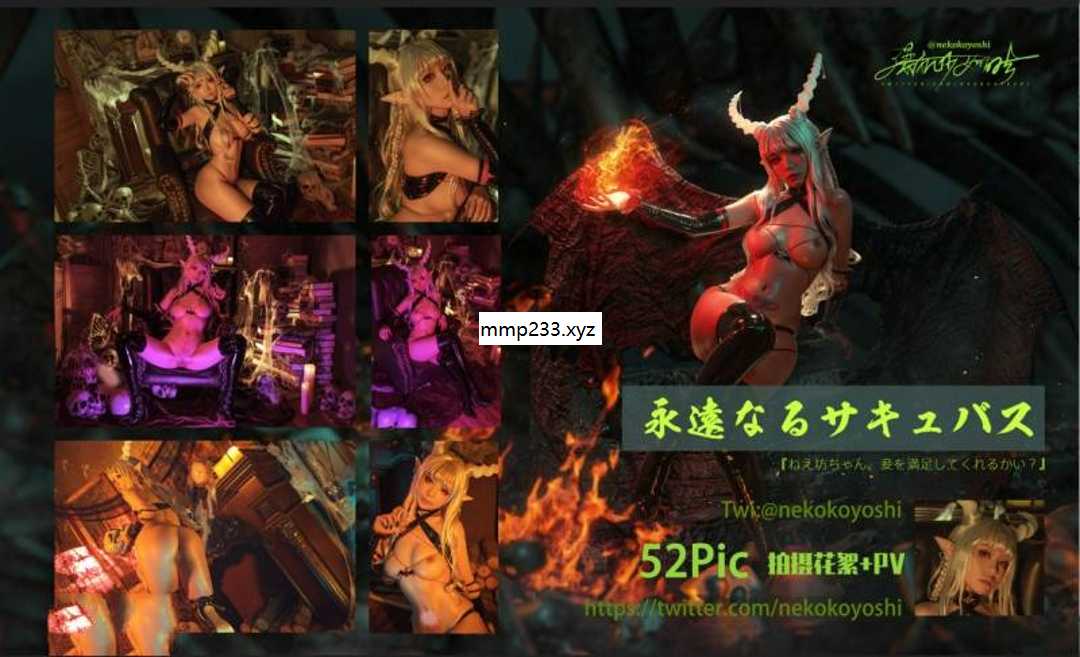 @nekokoyoshi
mmp233.xyz
永遠なるサキュバス
『ねえ坊ちゃん、妾を満足してくれるかい？』
Twi:@nekokoyoshi
52Pic 拍摄花絮+PV
https://twitter.com/nekokoyoshi